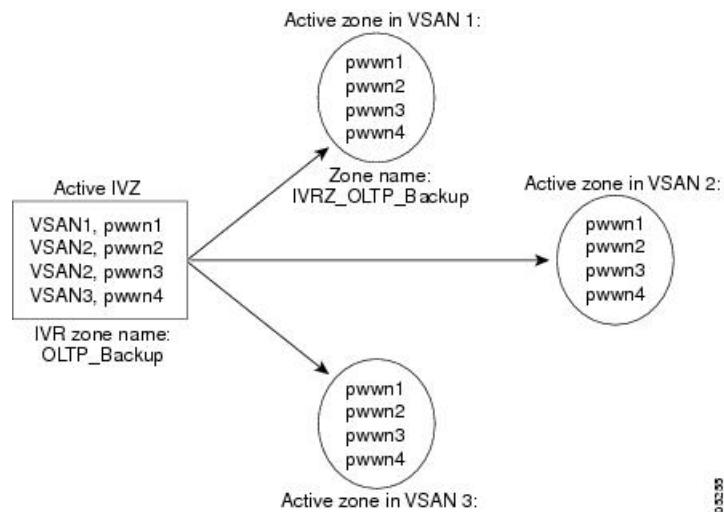 Active zone in VSAN 1:
pwwn1
pwwn2
pwwn3
pwwn4
Zone name:
IVRZ_OLTP_Backup
Active IVZ
VSAN1, pwwn1
VSAN2, pwwn2
VSAN2, pwwn3
VSAN3, pwwn4
IVR zone name:
OLTP_Backup
Active zone in VSAN 2:
pwwn1
pwwn2
pwwn3
pwwn4
pwwn1
pwwn2
pwwn3
pwwn4
Active zone in VSAN 3: